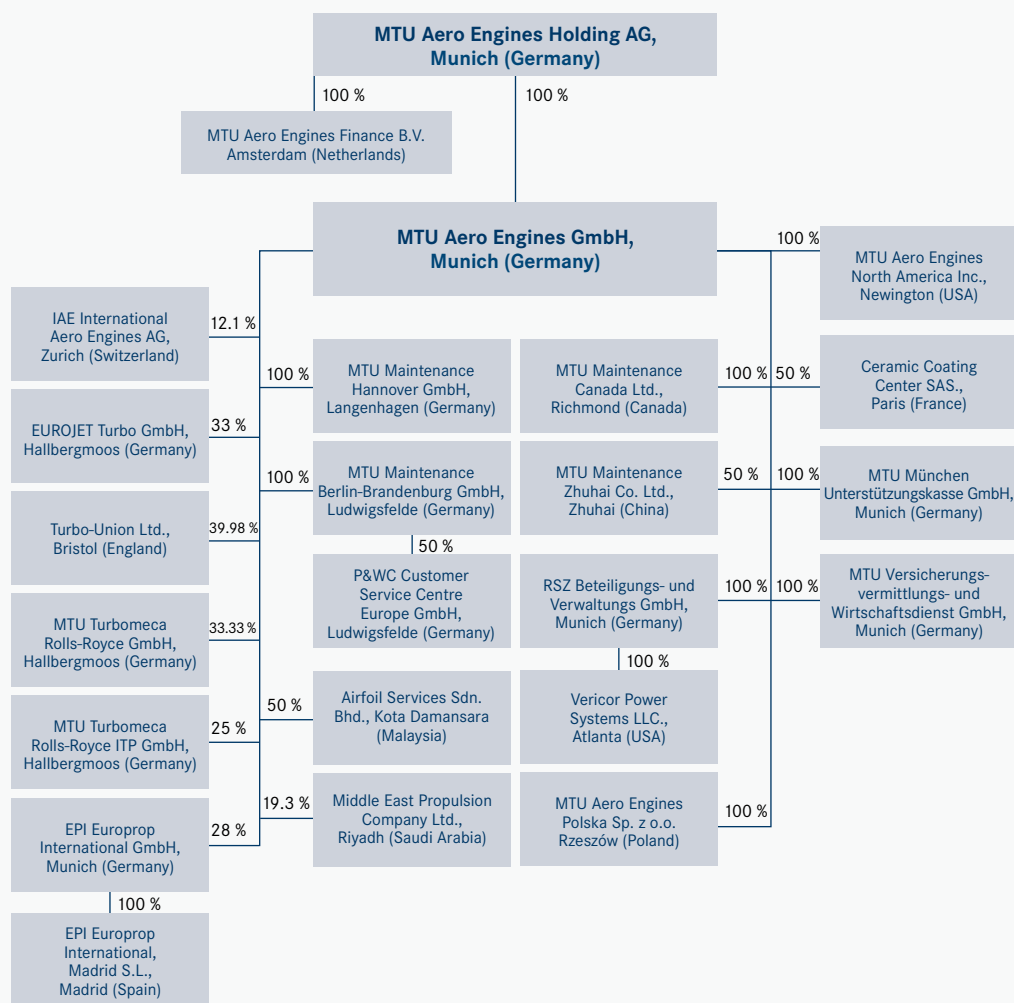 MTU Aero Engines Holding AG,
Munich (Germany)
100 %
100 %
MTU Aero Engines Finance B.V.
Amsterdam (Netherlands)
MTU Aero Engines GmbH,
Munich (Germany)
100 %
MTU Aero Engines
North America Inc.,
Newington (USA)
IAE International
Aero Engines AG,
Zurich (Switzerland)
12.1 %
100 %
MTU Maintenance
Hannover GmbH,
Langenhagen (Germany)
MTU Maintenance
Canada Ltd.,
Richmond (Canada)
100 %
50 %
Ceramic Coating
Center SAS.,
Paris (France)
EUROJET Turbo GmbH,
Hallbergmoos (Germany)
33 %
100 %
MTU Maintenance
Berlin-Brandenburg GmbH,
Ludwigsfelde (Germany)
MTU Maintenance
Zhuhai Co. Ltd.,
Zhuhai (China)
50 %
100 %
MTU München
Unterstützungskasse GmbH,
Munich (Germany)
Turbo-Union Ltd.,
Bristol (England)
39.98 %
50 %
P&WC Customer
Service Centre
Europe GmbH,
Ludwigsfelde (Germany)
RSZ Beteiligungs- und
Verwaltungs GmbH,
Munich (Germany)
100 %
100 %
MTU Versicherungs-
vermittlungs- und
Wirtschaftsdienst GmbH,
Munich (Germany)
MTU Turbomeca
Rolls-Royce GmbH,
Hallbergmoos (Germany)
33.33 %
100 %
50 %
Airfoil Services Sdn.
Bhd., Kota Damansara
(Malaysia)
Vericor Power
Systems LLC.,
Atlanta (USA)
MTU Turbomeca
Rolls-Royce ITP GmbH,
Hallbergmoos (Germany)
25 %
19.3 %
Middle East Propulsion
Company Ltd.,
Riyadh (Saudi Arabia)
MTU Aero Engines
Polska Sp. z o.o.
Rzeszów (Poland)
100 %
EPI Europrop
International GmbH,
Munich (Germany)
28 %
100 %
EPI Europrop
International,
Madrid S.L.,
Madrid (Spain)